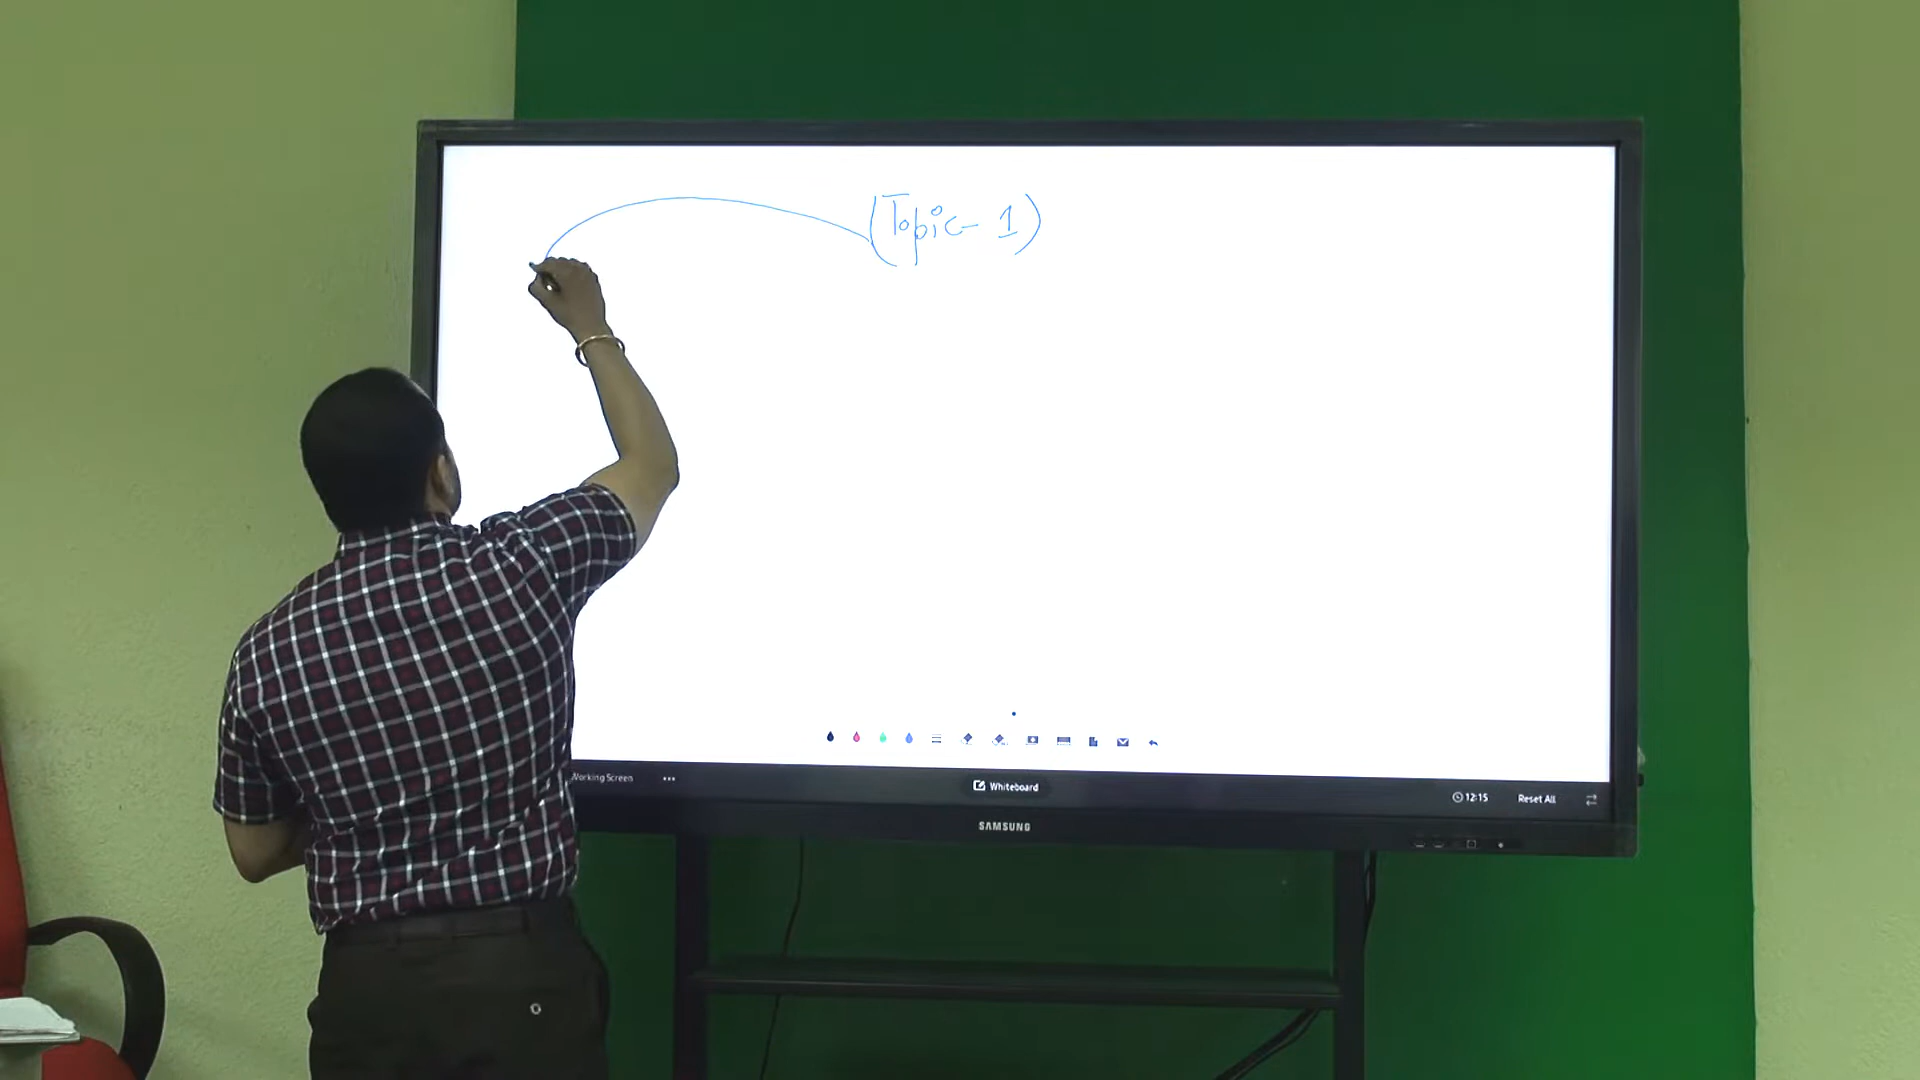 (Topic - 1)
Working Screen
Whiteboard
12:15
Reset All
SAMSUNG